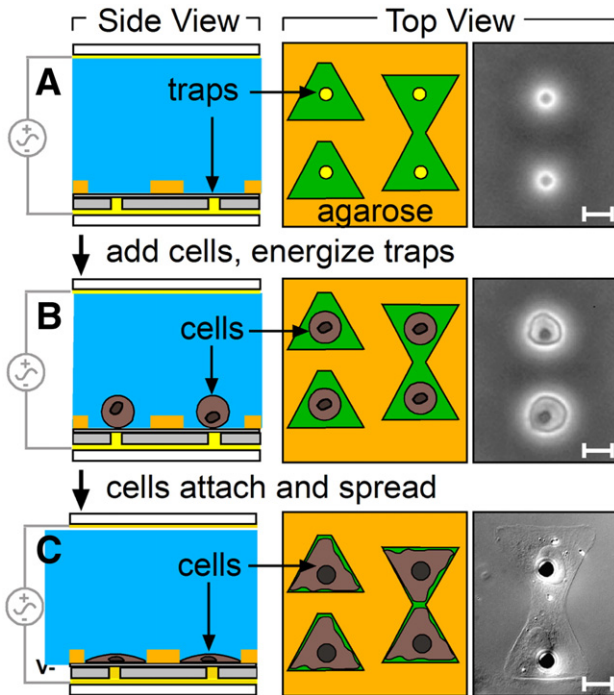 Side View
Top View
A
traps
agarose
add cells, energize traps
B
cells
cells attach and spread
C
cells
V-